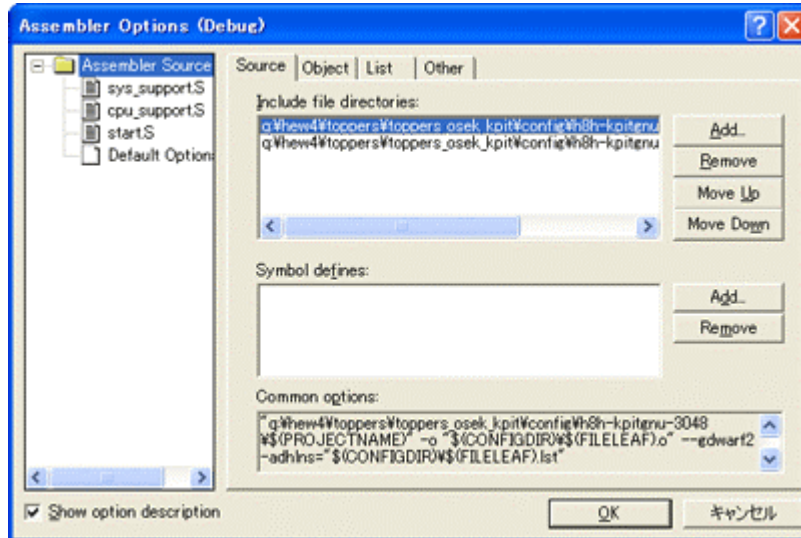 Assembler Options (Debug)
Assembler Source
sys_support.S
cpu_support.S
start.S
Default Option
Source
Object
List
Other
Include file directories:
q:¥hew4¥toppers¥toppers_osek_kpit¥config¥h8h-kpitgnu
q:¥hew4¥toppers¥toppers_osek_kpit¥config¥h8h-kpitgnu
Add...
Remove
Move Up
Move Down
Symbol defines:
Add...
Remove
Common options:
"q:¥hew4¥toppers¥toppers_osek_kpit¥config¥h8h-kpitgnu-3048
¥$(PROJECTNAME)" -o "$(CONFIGDIR)¥$(FILELEAF).o" --gdwarf2
-adhlns="$(CONFIGDIR)¥$(FILELEAF).lst"
Show option description
OK
キャンセル